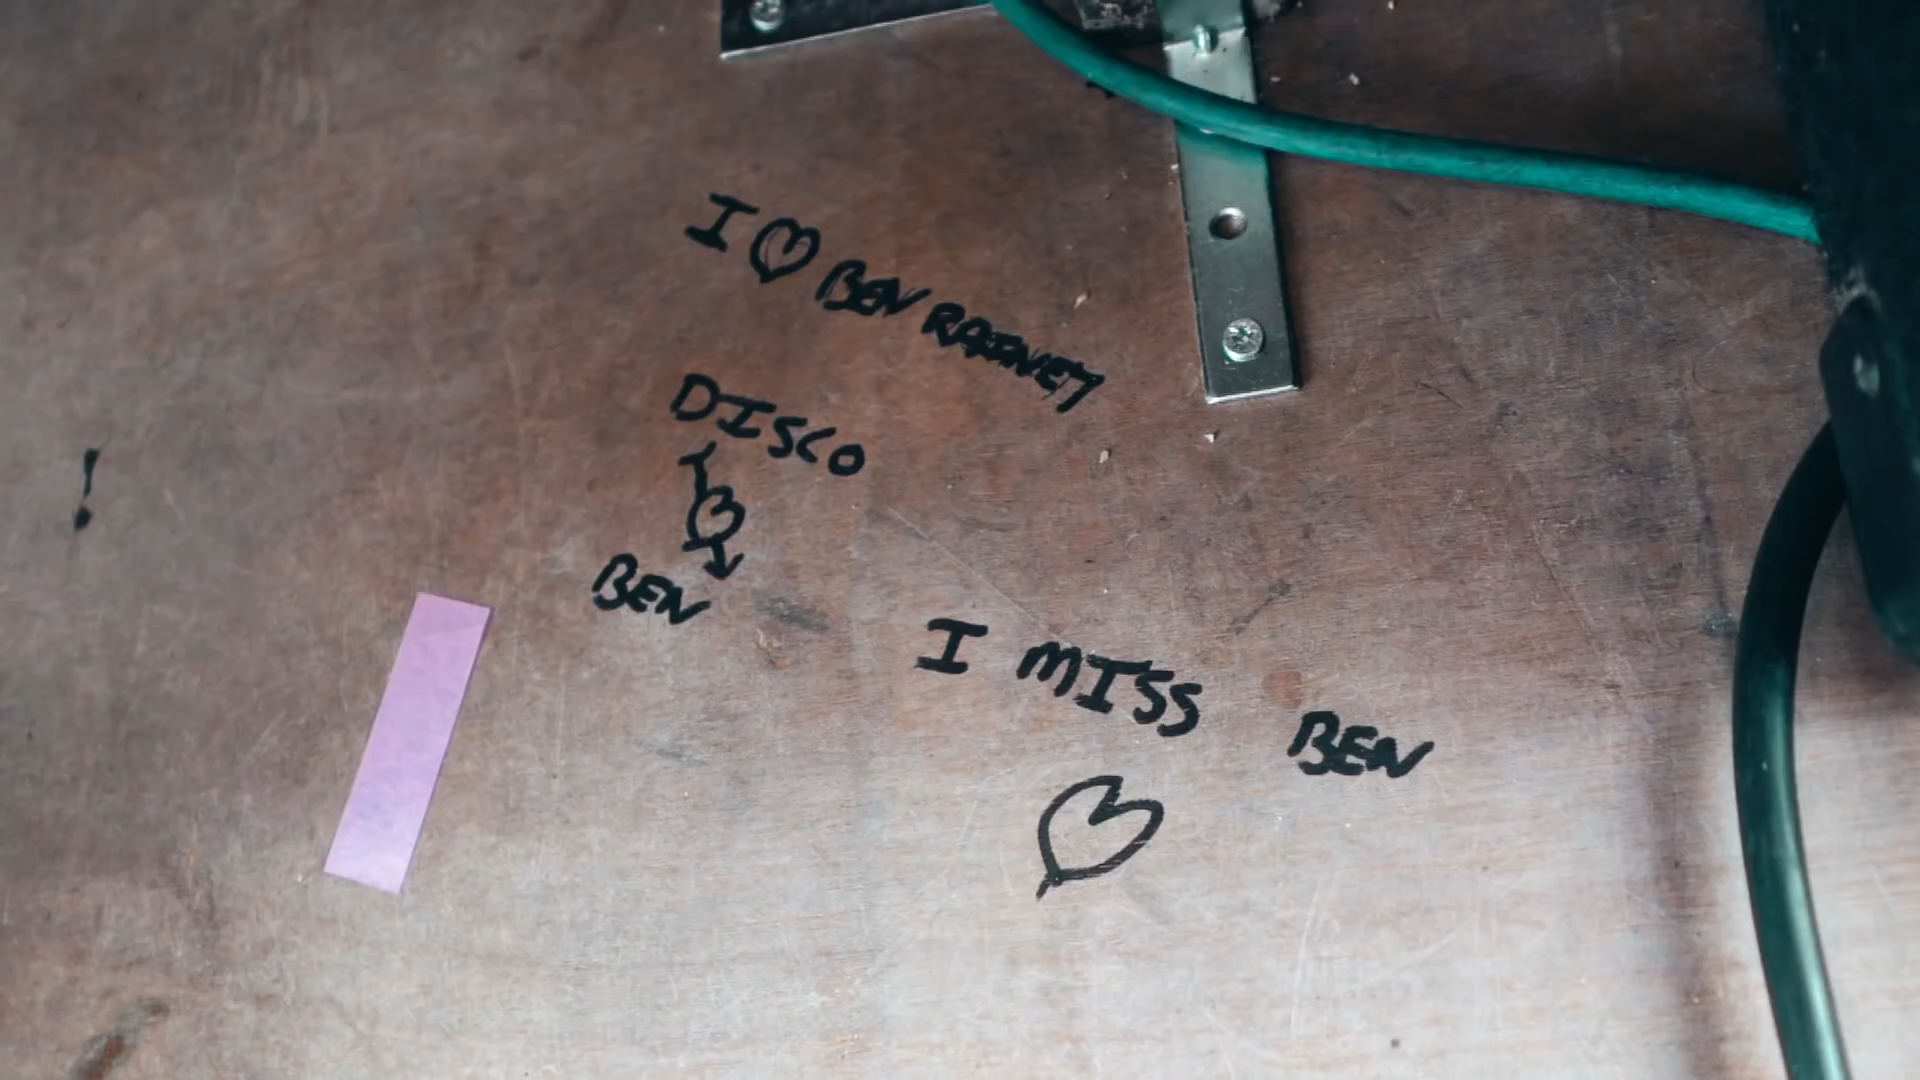 I ♡ BEN RAINEY
DISCO
♡
BEN
I MISS BEN
♡
!